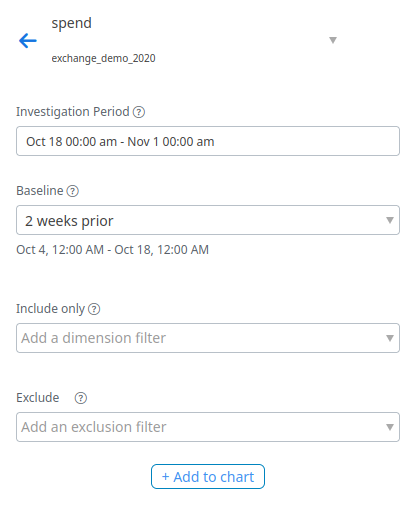 spend
exchange_demo_2020
Investigation Period ?
Oct 18 00:00 am - Nov 1 00:00 am
Baseline ?
2 weeks prior
Oct 4, 12:00 AM - Oct 18, 12:00 AM
Include only ?
Add a dimension filter
Exclude ?
Add an exclusion filter
+ Add to chart